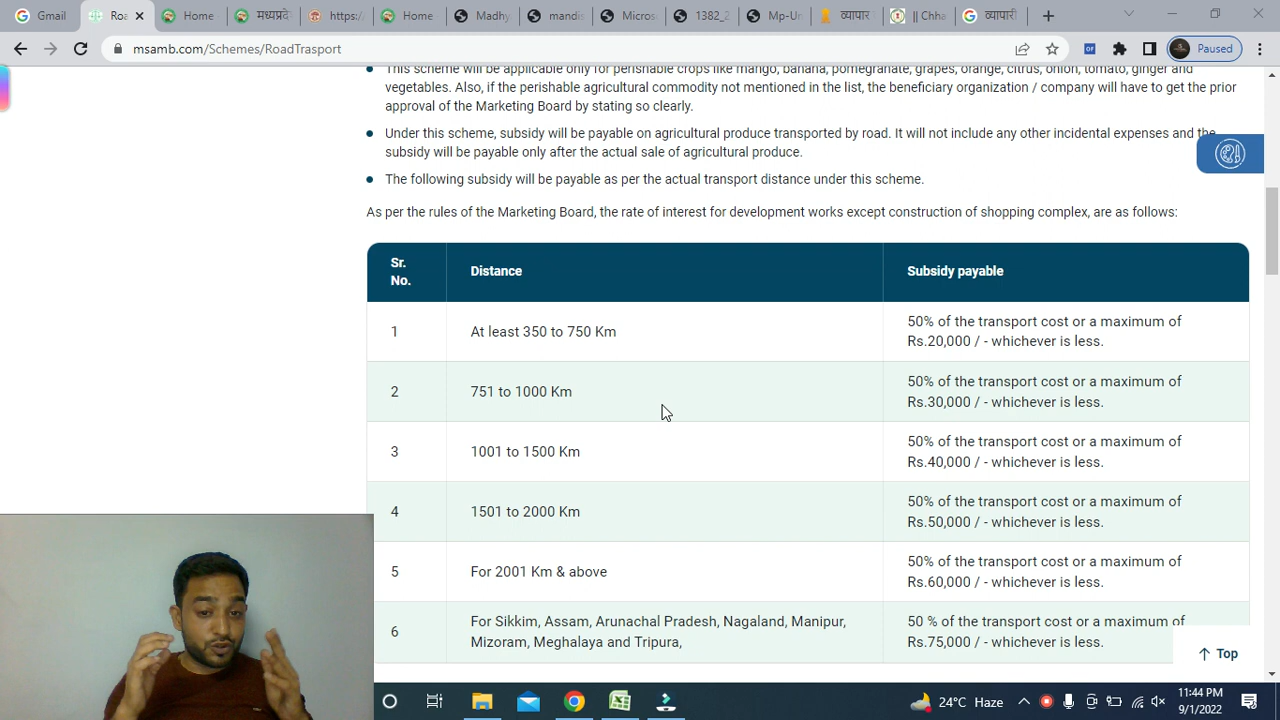 Gmail
Roa
Home
मध्यप्रदे
https:/
Home
Madhy
mandis
Micros
1382_2
Mp-Ur
व्यापार
|| Chha
व्यापारी
msamb.com/Schemes/RoadTrasport
Paused
This scheme will be applicable only for perishable crops like mango, banana, pomegranate, grapes, orange, citrus, onion, tomato, ginger and
vegetables. Also, if the perishable agricultural commodity not mentioned in the list, the beneficiary organization / company will have to get the prior
approval of the Marketing Board by stating so clearly.
Under this scheme, subsidy will be payable on agricultural produce transported by road. It will not include any other incidental expenses and the
subsidy will be payable only after the actual sale of agricultural produce.
The following subsidy will be payable as per the actual transport distance under this scheme.
As per the rules of the Marketing Board, the rate of interest for development works except construction of shopping complex, are as follows:
Sr. No.
Distance
Subsidy payable
1
At least 350 to 750 Km
50% of the transport cost or a maximum of
Rs.20,000 / - whichever is less.
2
751 to 1000 Km
50% of the transport cost or a maximum of
Rs.30,000 / - whichever is less.
3
1001 to 1500 Km
50% of the transport cost or a maximum of
Rs.40,000 / - whichever is less.
4
1501 to 2000 Km
50% of the transport cost or a maximum of
Rs.50,000 / - whichever is less.
5
For 2001 Km & above
50% of the transport cost or a maximum of
Rs.60,000 / - whichever is less.
6
For Sikkim, Assam, Arunachal Pradesh, Nagaland, Manipur,
Mizoram, Meghalaya and Tripura,
50 % of the transport cost or a maximum of
Rs.75,000 / - whichever is less.
Top
24°C Haze
11:44 PM
9/1/2022